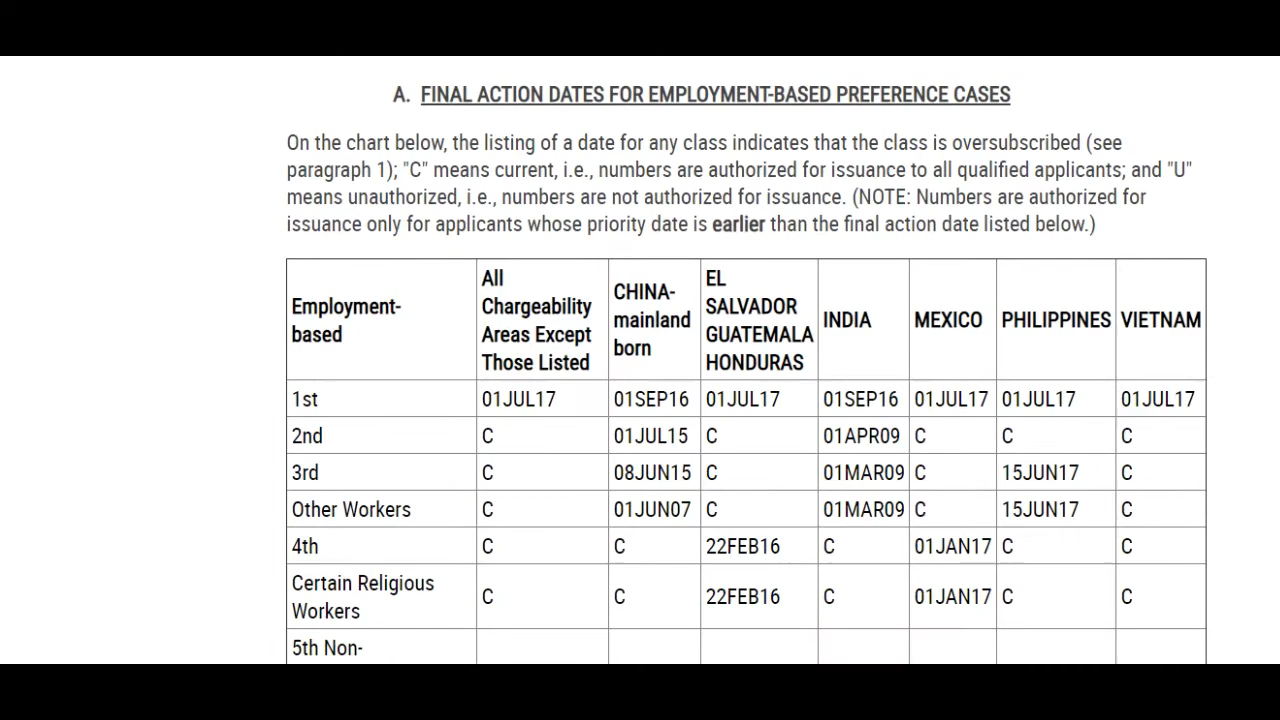 A. FINAL ACTION DATES FOR EMPLOYMENT-BASED PREFERENCE CASES
On the chart below, the listing of a date for any class indicates that the class is oversubscribed (see
paragraph 1); "C" means current, i.e., numbers are authorized for issuance to all qualified applicants; and "U"
means unauthorized, i.e., numbers are not authorized for issuance. (NOTE: Numbers are authorized for
issuance only for applicants whose priority date is earlier than the final action date listed below.)
Employment-
based
All
Chargeability
Areas Except
Those Listed
CHINA-
mainland
born
EL
SALVADOR
GUATEMALA
HONDURAS
INDIA
MEXICO
PHILIPPINES
VIETNAM
1st 01JUL17 01SEP16 01JUL17 01SEP16 01JUL17 01JUL17 01JUL17
2nd C 01JUL15 C 01APR09 C C C
3rd C 08JUN15 C 01MAR09 C 15JUN17 C
Other Workers C 01JUN07 C 01MAR09 C 15JUN17 C
4th C C 22FEB16 C 01JAN17 C C
Certain Religious
Workers C C 22FEB16 C 01JAN17 C C
5th Non-